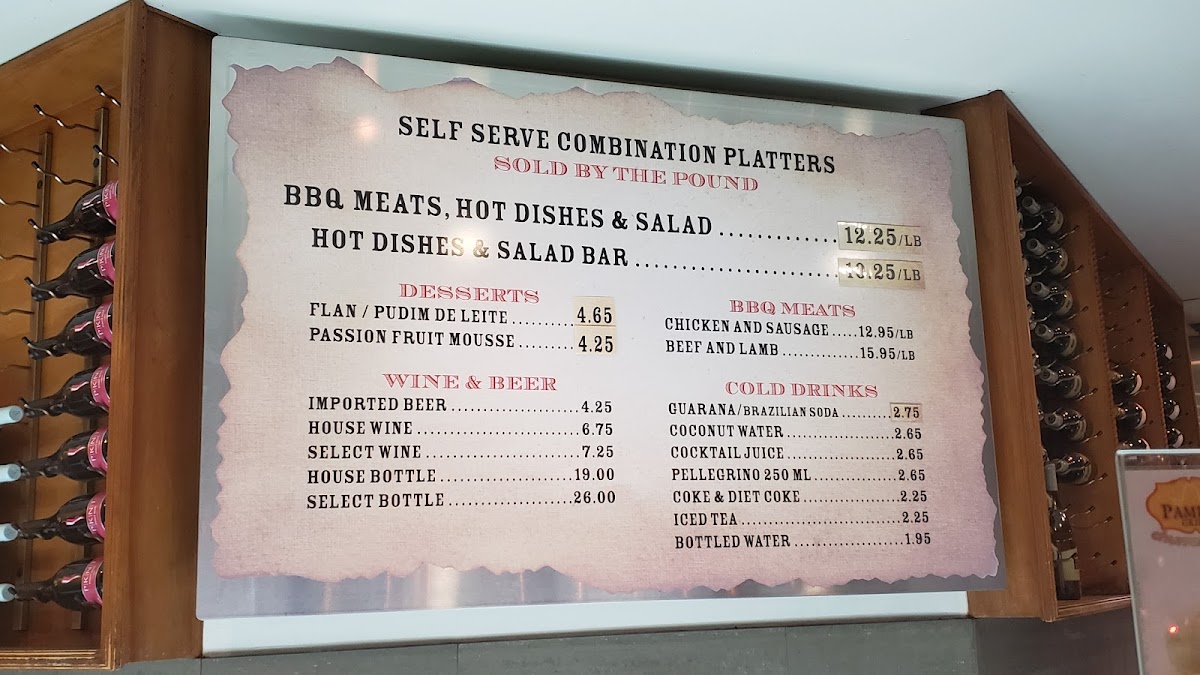 SELF SERVE COMBINATION PLATTERS
SOLD BY THE POUND
BBQ MEATS, HOT DISHES & SALAD ............. 12.25/LB
HOT DISHES & SALAD BAR ...................... 10.25/LB
DESSERTS
FLAN / PUDIM DE LEITE .......... 4.65
PASSION FRUIT MOUSSE ......... 4.25
WINE & BEER
IMPORTED BEER ....................... 4.25
HOUSE WINE ............................. 6.75
SELECT WINE ........................... 7.25
HOUSE BOTTLE ....................... 19.00
SELECT BOTTLE ...................... 26.00
BBQ MEATS
CHICKEN AND SAUSAGE ..... 12.95/LB
BEEF AND LAMB .............. 15.95/LB
COLD DRINKS
GUARANA/BRAZILIAN SODA .......... 2.75
COCONUT WATER ................... 2.65
COCKTAIL JUICE ................... 2.65
PELLEGRINO 250 ML ............... 2.65
COKE & DIET COKE ................. 2.25
ICED TEA ............................. 2.25
BOTTLED WATER ................... 1.95